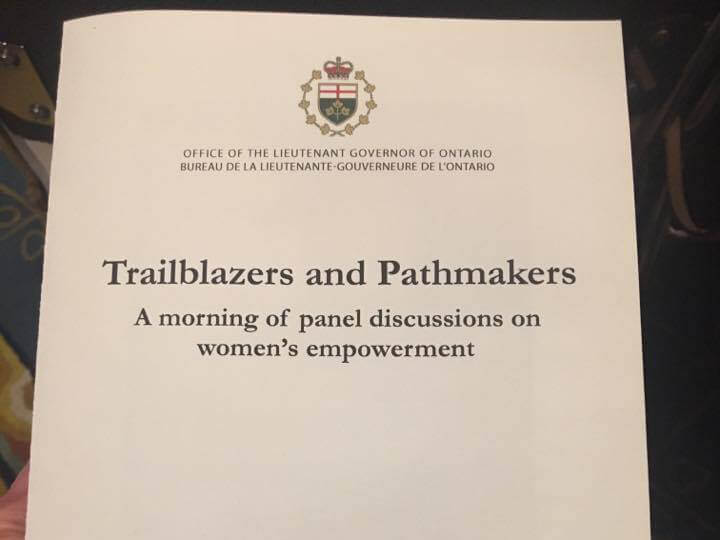 OFFICE OF THE LIEUTENANT GOVERNOR OF ONTARIO
BUREAU DE LA LIEUTENANTE-GOUVERNEURE DE L'ONTARIO
Trailblazers and Pathmakers
A morning of panel discussions on
women's empowerment